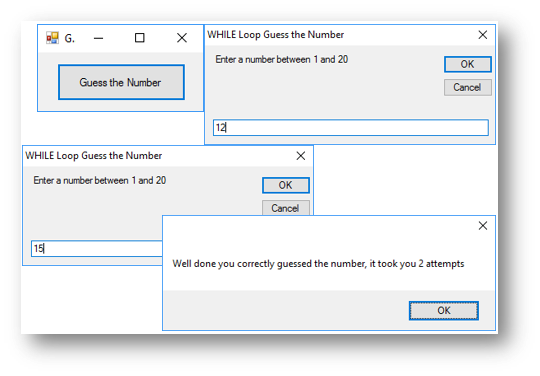 G.
Guess the Number
WHILE Loop Guess the Number
Enter a number between 1 and 20
OK
Cancel
12
WHILE Loop Guess the Number
Enter a number between 1 and 20
OK
Cancel
15
Well done you correctly guessed the number, it took you 2 attempts
OK